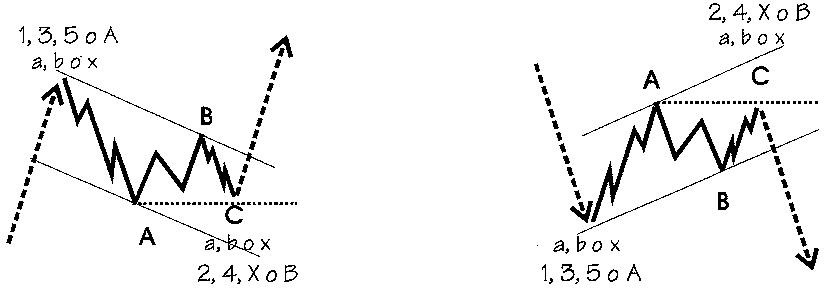 1, 3, 5 o A
a, b o x
B
A
C
a, b o x
2, 4, X o B
2, 4, X o B
a, b o x
A
C
B
a, b o x
1, 3, 5 o A